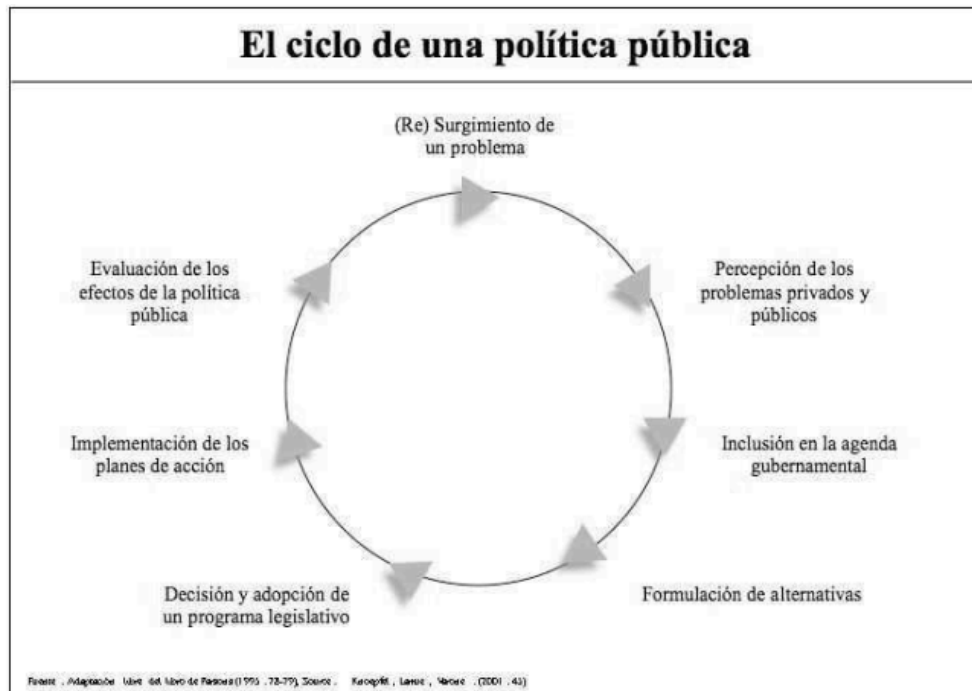 El ciclo de una política pública
(Re) Surgimiento de
un problema
Percepción de los
problemas privados y
públicos
Inclusión en la agenda
gubernamental
Formulación de alternativas
Decisión y adopción de
un programa legislativo
Implementación de los
planes de acción
Evaluación de los
efectos de la política
pública